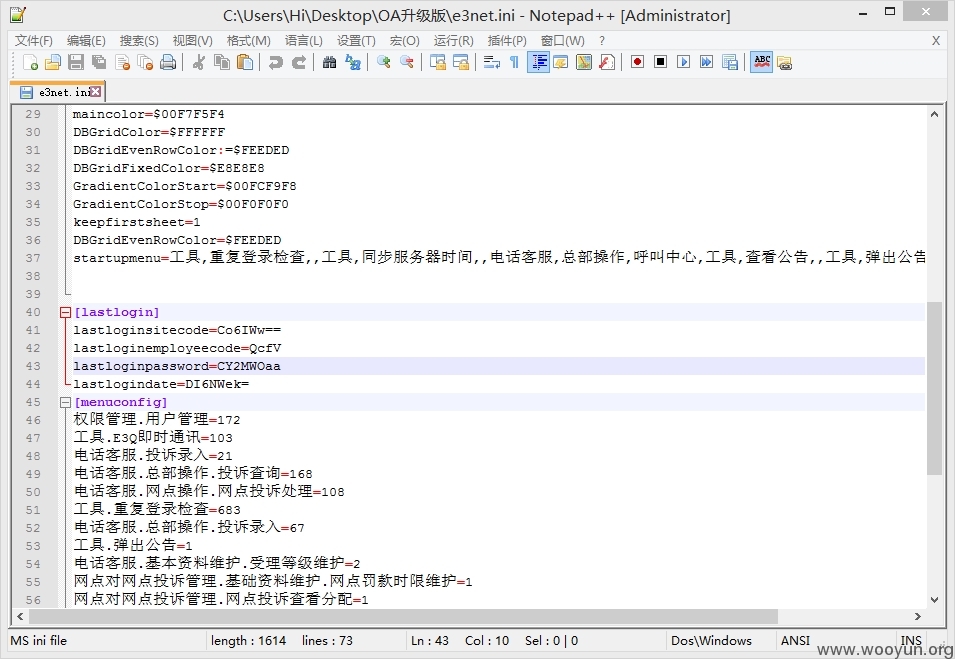 C:\Users\Hi\Desktop\OA升级版\e3net.ini - Notepad++ [Administrator]
文件(F) 编辑(E) 搜索(S) 视图(V) 格式(M) 语言(L) 设置(T) 宏(O) 运行(R) 插件(P) 窗口(W) ? X
e3net.ini
29 maincolor=$00F7F5F4
30 DBGridColor=$FFFFFF
31 DBGridEvenRowColor:=$FEEDED
32 DBGridFixedColor=$E8E8E8
33 GradientColorStart=$00FCF9F8
34 GradientColorStop=$00F0F0F0
35 keepfirstsheet=1
36 DBGridEvenRowColor=$FEEDED
37 startupmenu=工具,重复登录检查,,工具,同步服务器时间,,电话客服,总部操作,呼叫中心,工具,查看公告,,工具,弹出公告
38
39
40 [lastlogin]
41 lastloginsitecode=Co6IWw==
42 lastloginemployeecode=QcfV
43 lastloginpassword=CY2MWOaa
44 lastlogindate=DI6NWek=
45 [menuconfig]
46 权限管理.用户管理=172
47 工具.E3Q即时通讯=103
48 电话客服.投诉录入=21
49 电话客服.总部操作.投诉查询=168
50 电话客服.网点操作.网点投诉处理=108
51 工具.重复登录检查=683
52 电话客服.总部操作.投诉录入=67
53 工具.弹出公告=1
54 电话客服.基本资料维护.受理等级维护=2
55 网点对网点投诉管理.基础资料维护.网点罚款时限维护=1
56 网点对网点投诉管理.网点投诉查看分配=1
MS ini file length : 1614 lines : 73 Ln : 43 Col : 10 Sel : 0 | 0 Dos\Windows ANSI INS
www.wooyun.org